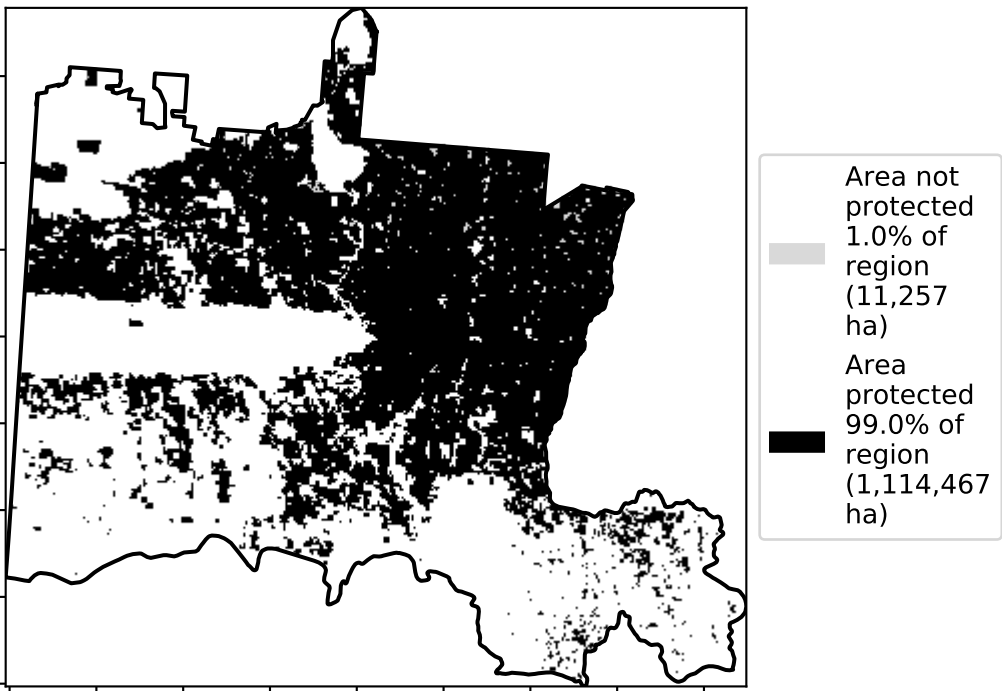 Area not
protected
1.0% of
region
(11,257
ha)
Area
protected
99.0% of
region
(1,114,467
ha)